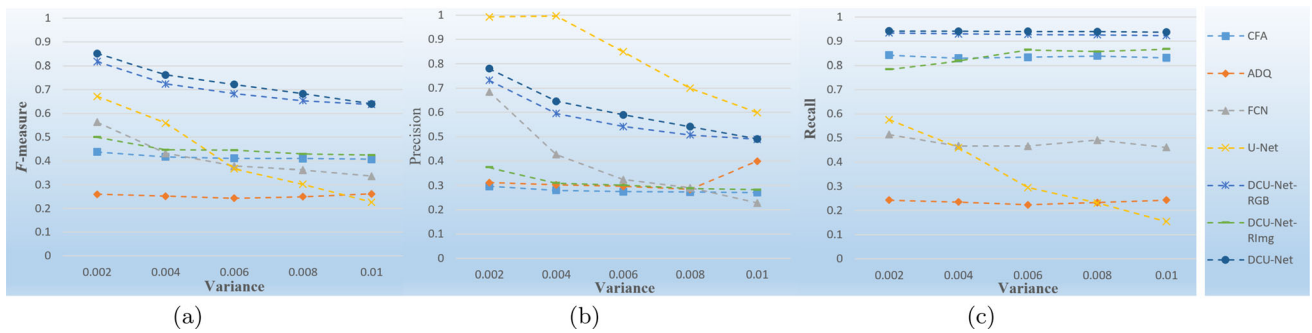 1
0.9
0.8
0.7
0.6
0.5
0.4
0.3
0.2
0.1
0
F-measure
0.002 0.004 0.006 0.008 0.01
Variance
(a)
1
0.9
0.8
0.7
0.6
0.5
0.4
0.3
0.2
0.1
0
Precision
0.002 0.004 0.006 0.008 0.01
Variance
(b)
1
0.9
0.8
0.7
0.6
0.5
0.4
0.3
0.2
0.1
0
Recall
0.002 0.004 0.006 0.008 0.01
Variance
(c)
CFA
ADQ
FCN
U-Net
DCU-Net-
RGB
DCU-Net-
RImg
DCU-Net